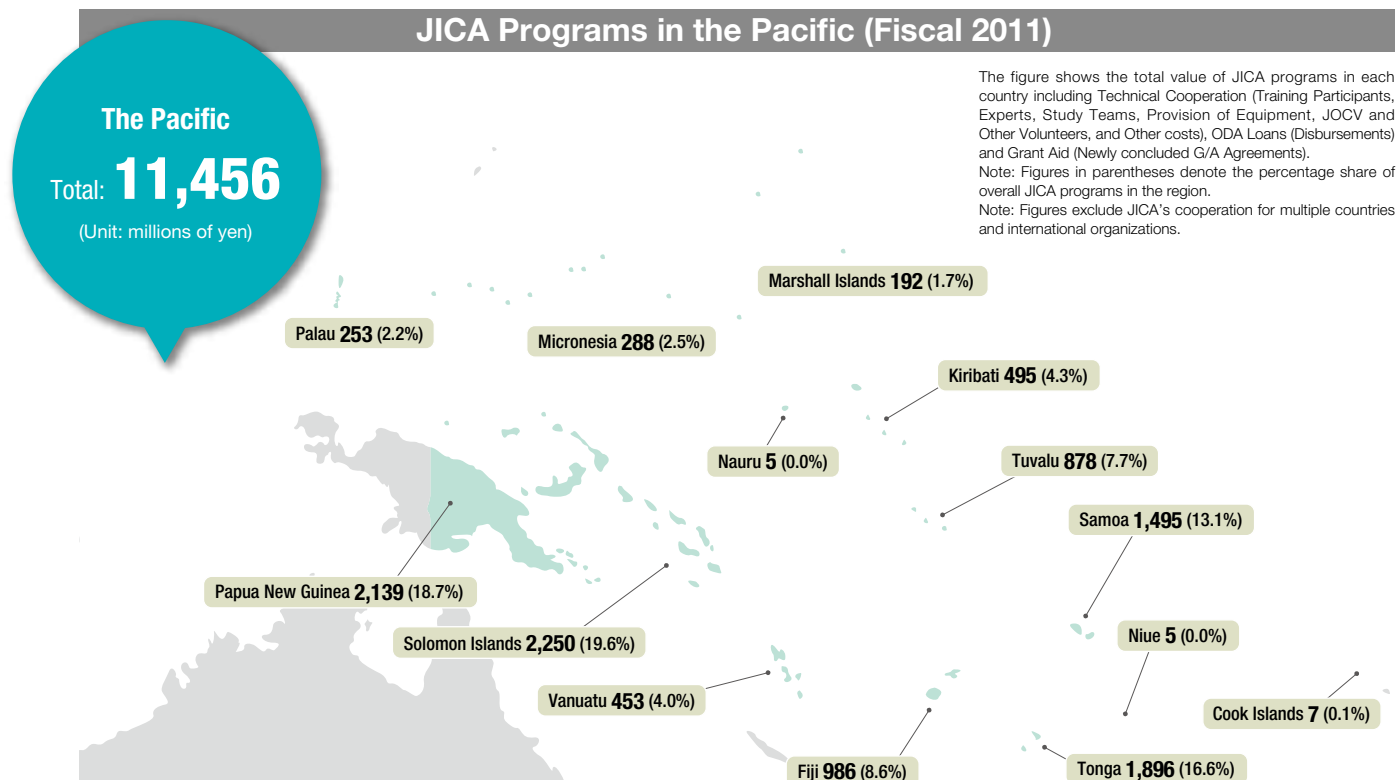 JICA Programs in the Pacific (Fiscal 2011)
The Pacific
Total: 11,456
(Unit: millions of yen)
The figure shows the total value of JICA programs in each
country including Technical Cooperation (Training Participants,
Experts, Study Teams, Provision of Equipment, JOCV and
Other Volunteers, and Other costs), ODA Loans (Disbursements)
and Grant Aid (Newly concluded G/A Agreements).
Note: Figures in parentheses denote the percentage share of
overall JICA programs in the region.
Note: Figures exclude JICA's cooperation for multiple countries
and international organizations.
Marshall Islands 192 (1.7%)
Palau 253 (2.2%)
Micronesia 288 (2.5%)
Kiribati 495 (4.3%)
Nauru 5 (0.0%)
Tuvalu 878 (7.7%)
Samoa 1,495 (13.1%)
Papua New Guinea 2,139 (18.7%)
Solomon Islands 2,250 (19.6%)
Niue 5 (0.0%)
Vanuatu 453 (4.0%)
Cook Islands 7 (0.1%)
Fiji 986 (8.6%)
Tonga 1,896 (16.6%)